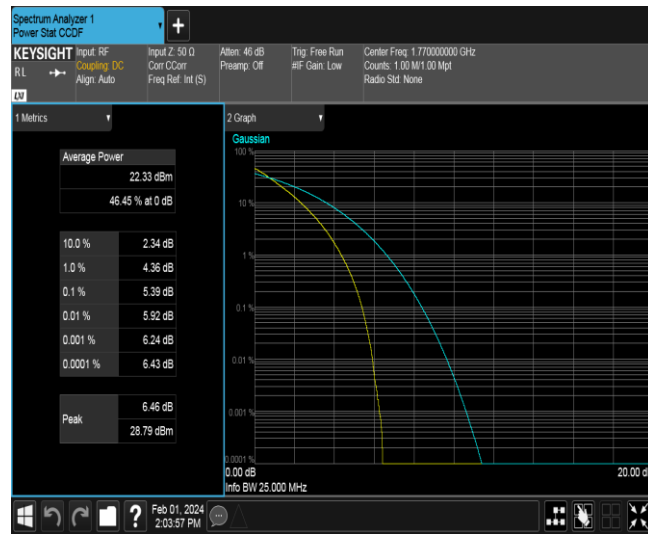 Spectrum Analyzer 1
Power Stat CCDF
+
KEYSIGHT
RL
LXI
Input: RF
Coupling: DC
Align: Auto
Input Z: 50 Ω
Corr CCorr
Freq Ref: Int (S)
Atten: 46 dB
Preamp: Off
Trig: Free Run
#IF Gain: Low
Center Freq: 1.770000000 GHz
Counts: 1.00 M/1.00 Mpt
Radio Std: None
1 Metrics
Average Power
22.33 dBm
46.45 % at 0 dB
10.0 % 2.34 dB
1.0 % 4.36 dB
0.1 % 5.39 dB
0.01 % 5.92 dB
0.001 % 6.24 dB
0.0001 % 6.43 dB
Peak 6.46 dB
28.79 dBm
2 Graph
Gaussian
100 %
10 %
1 %
0.1 %
0.01 %
0.001 %
0.0001 %
0.00 dB 20.00 d
Info BW 25.000 MHz
?
Feb 01, 2024
2:03:57 PM